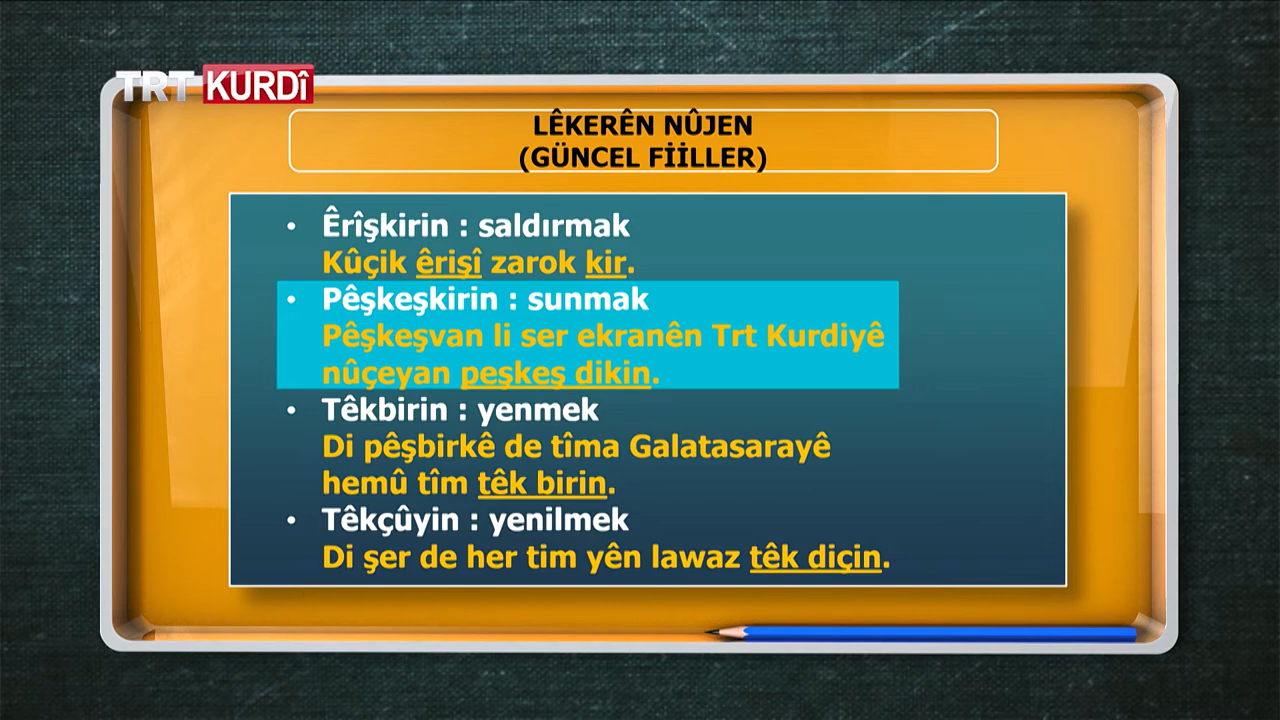 TRT KURDÎ
LÊKERÊN NÛJEN
(GÜNCEL FİİLLER)
• Êrîşkirin : saldırmak
Kûçik êrişî zarok kir.
• Pêşkeşkirin : sunmak
Pêşkeşvan li ser ekranên Trt Kurdiyê
nûçeyan peşkeş dikin.
• Têkbirin : yenmek
Di pêşbirkê de tîma Galatasarayê
hemû tîm têk birin.
• Têkçûyin : yenilmek
Di şer de her tim yên lawaz têk diçin.